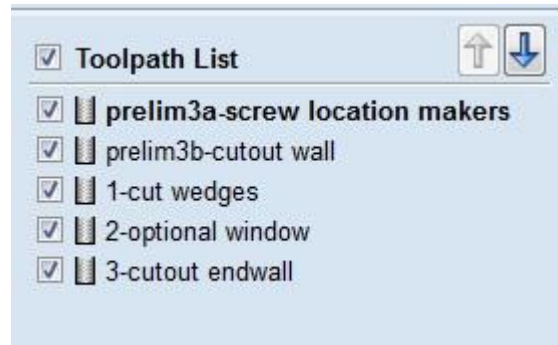 Toolpath List
prelim3a-screw location makers
prelim3b-cutout wall
1-cut wedges
2-optional window
3-cutout endwall